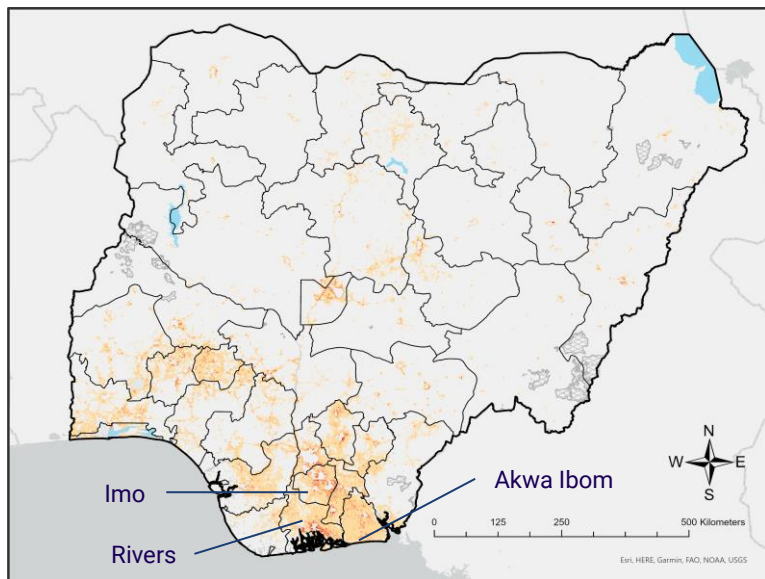 Imo
Akwa Ibom
Rivers
N
W
E
S
0
125
250
500 Kilometers
Esri, HERE, Garmin, FAO, NOAA, USGS